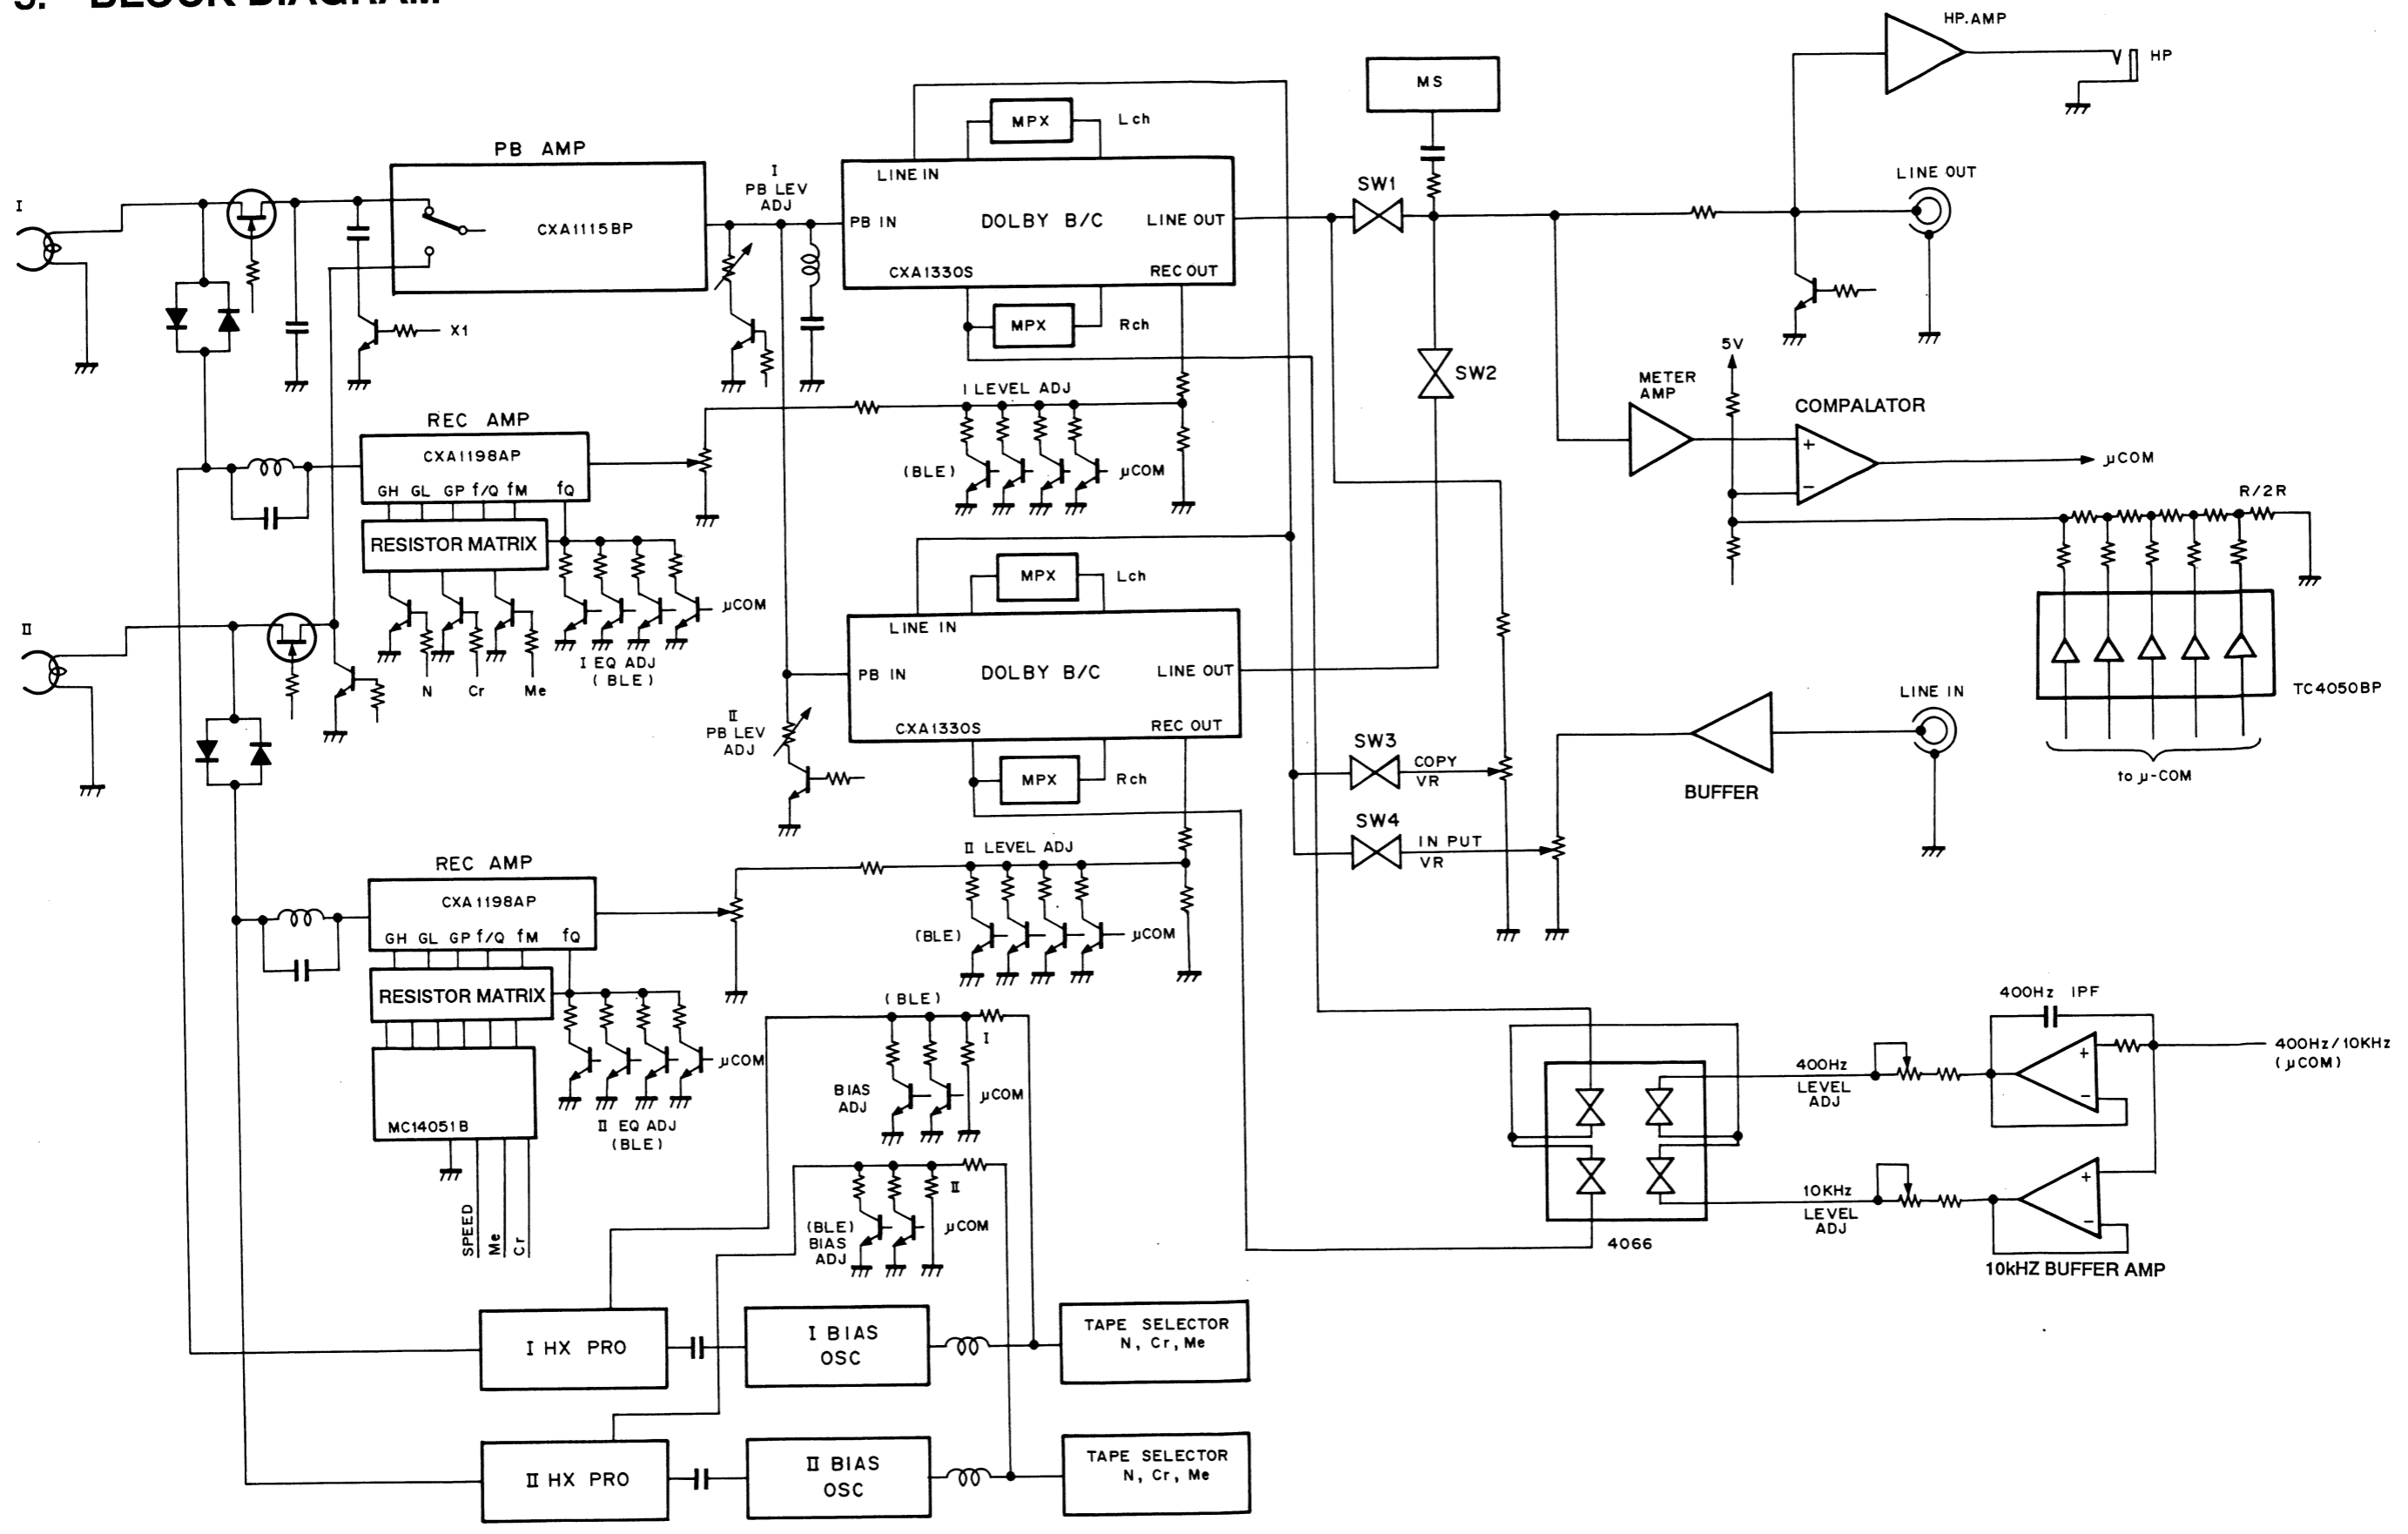 BLOCK DIAGRAM
HP.AMP
HP
MS
MPX
Lch
PB AMP
I
PB LEV
ADJ
LINE IN
SW1
LINE OUT
I
CXA1115BP
PB IN
DOLBY B/C
LINE OUT
CXA1330S
REC OUT
X1
MPX
Rch
5V
SW2
METER
AMP
COMPALATOR
I LEVEL ADJ
REC AMP
CXA1198AP
(BLE)
μCOM
+
−
μCOM
GH GL GP f/Q fM fQ
R/2R
RESISTOR MATRIX
MPX
Lch
μCOM
II
LINE IN
I EQ ADJ
(BLE)
N Cr Me
PB IN
DOLBY B/C
LINE OUT
TC4050BP
LINE IN
II
PB LEV
ADJ
CXA1330S
REC OUT
SW3
COPY
VR
to μ-COM
MPX
Rch
BUFFER
SW4
IN PUT
VR
REC AMP
II LEVEL ADJ
CXA1198AP
(BLE)
μCOM
GH GL GP f/Q fM fQ
RESISTOR MATRIX
(BLE)
I
400Hz IPF
400Hz/10KHz
(μCOM)
+
−
μCOM
BIAS
ADJ
μCOM
400Hz
LEVEL
ADJ
MC14051B
II EQ ADJ
(BLE)
II
10KHz
LEVEL
ADJ
+
−
SPEED
Me
Cr
(BLE)
BIAS
ADJ
μCOM
4066
10kHZ BUFFER AMP
I HX PRO
I BIAS
OSC
TAPE SELECTOR
N, Cr, Me
II HX PRO
II BIAS
OSC
TAPE SELECTOR
N, Cr, Me